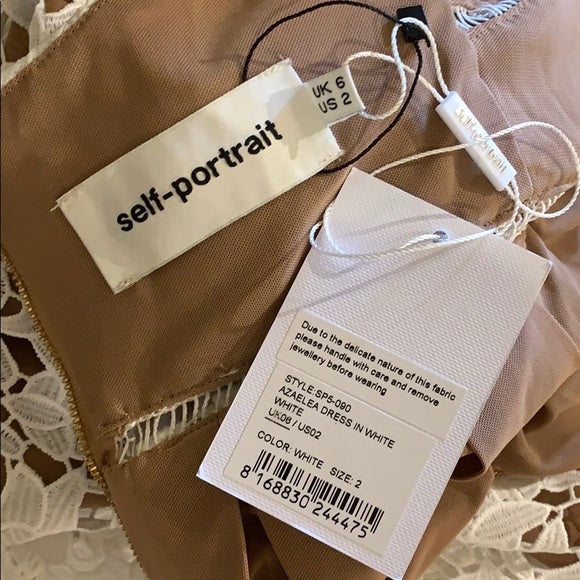 self-portrait
UK 6
US 2
self-portrait
Due to the delicate nature of this fabric
please handle with care and remove
jewellery before wearing
STYLE:SP5-090
AZAELEA DRESS IN WHITE
WHITE
UK06 / US02
COLOR: WHITE SIZE: 2
8 168830 244475